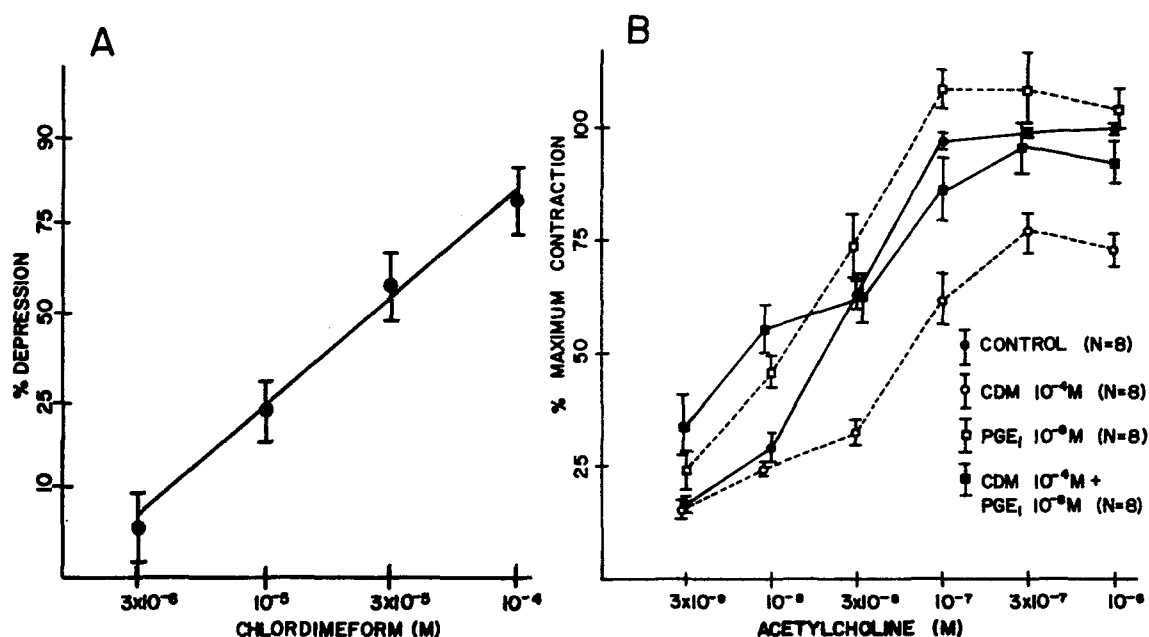 A
% DEPRESSION
90
75
50
25
10
3x10⁻⁶
10⁻⁵
3x10⁻⁵
10⁻⁴
CHLORDIMEFORM (M)
B
% MAXIMUM CONTRACTION
100
75
50
25
CONTROL (N=8)
CDM 10⁻⁴M (N=8)
PGE₁ 10⁻⁸M (N=8)
CDM 10⁻⁴M +
PGE₁ 10⁻⁸M (N=8)
3x10⁻⁹
10⁻⁸
3x10⁻⁸
10⁻⁷
3x10⁻⁷
10⁻⁶
ACETYLCHOLINE (M)